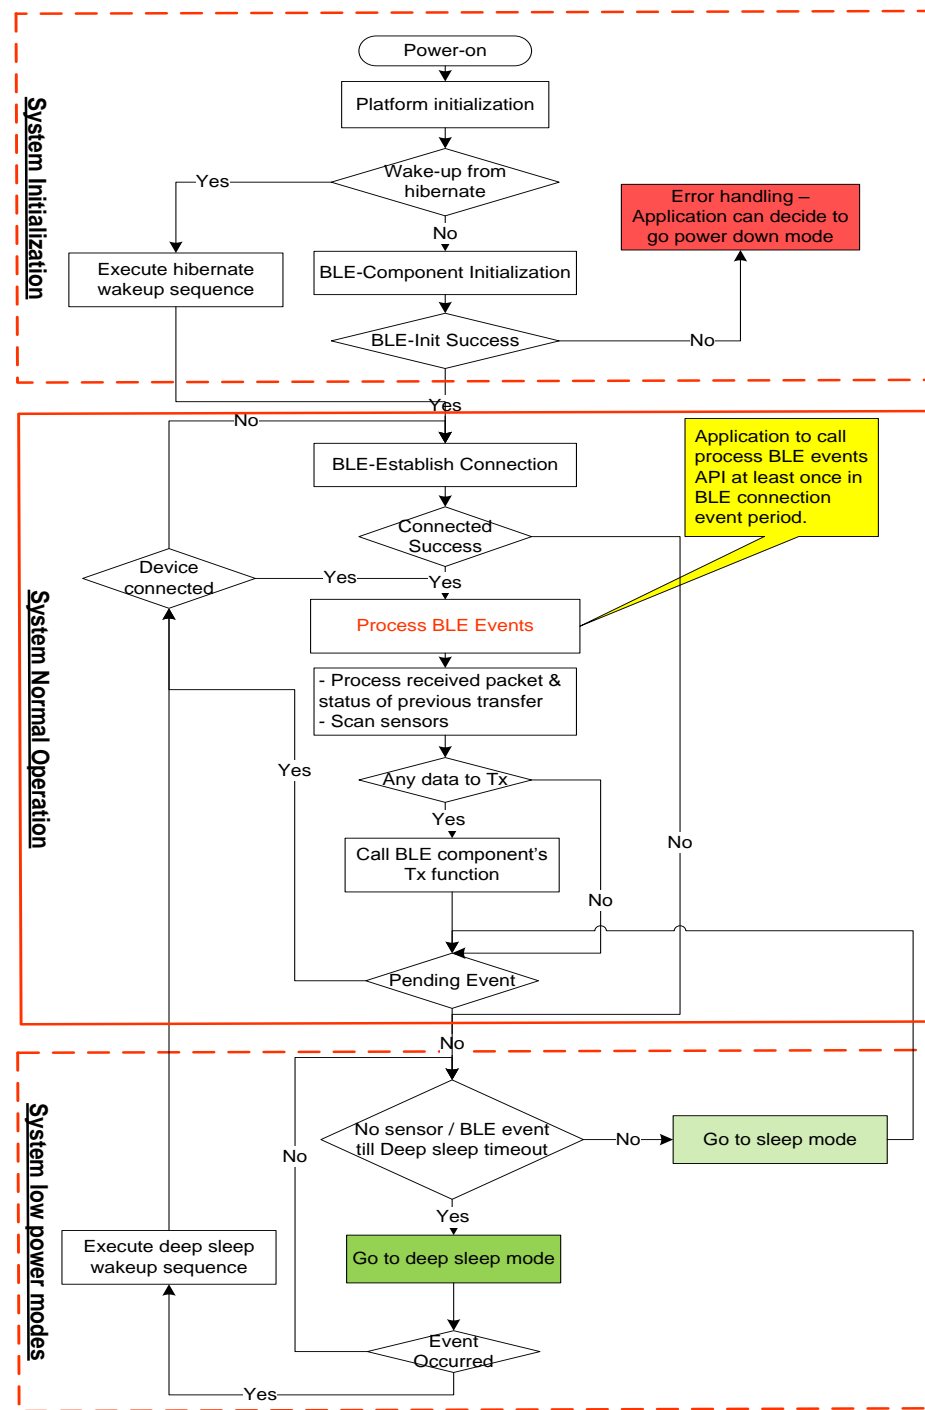 System Initialization
Power-on
Platform initialization
Wake-up from
hibernate
Yes
No
Error handling –
Application can decide to
go power down mode
Execute hibernate
wakeup sequence
BLE-Component Initialization
BLE-Init Success
No
Yes
System Normal Operation
No
BLE-Establish Connection
Application to call
process BLE events
API at least once in
BLE connection
event period.
Connected
Success
Device
connected
Yes
Yes
Process BLE Events
- Process received packet &
status of previous transfer
- Scan sensors
Yes
Any data to Tx
Yes
No
Call BLE component's
Tx function
No
Pending Event
No
System low power modes
No sensor / BLE event
till Deep sleep timeout
No
Go to sleep mode
No
Yes
Execute deep sleep
wakeup sequence
Go to deep sleep mode
Event
Occurred
Yes